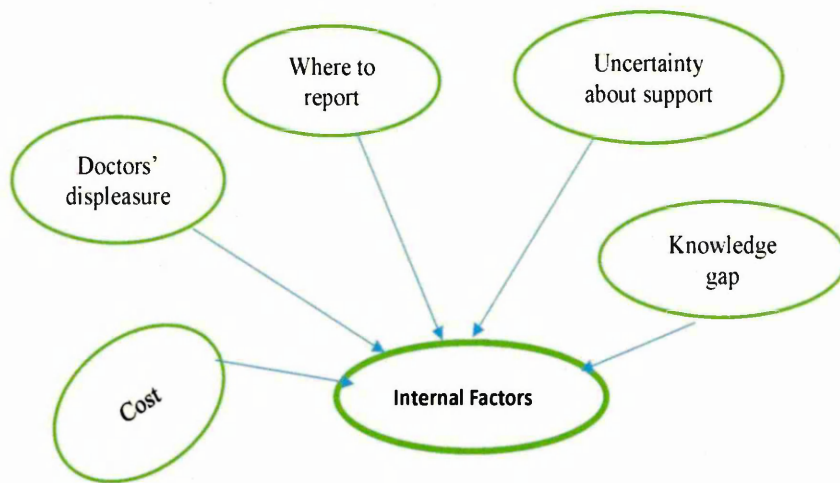 Where to
report
Uncertainty
about support
Doctors’
displeasure
Knowledge
gap
Cost
Internal Factors